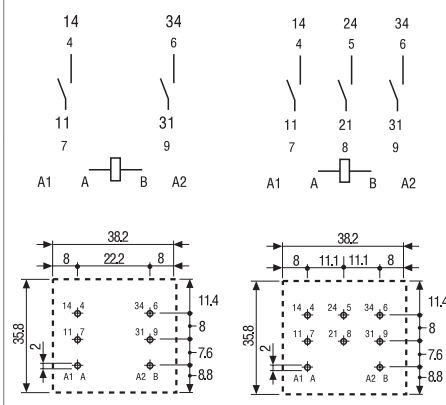 14 34
4 6
11 31
7 9
A1 A B A2
14 24 34
4 5 6
11 21 31
7 8 9
A1 A B A2
38.2
8 22.2 8
11.4
14 4 34 6
8
35.8
11 7 31 9
7.6
2
A1 A A2 B
8.8
38.2
8 11.1 11.1 8
11.4
14 4 24 5 34 6
8
35.8
11 7 21 8 31 9
7.6
2
A1 A A2 B
8.8